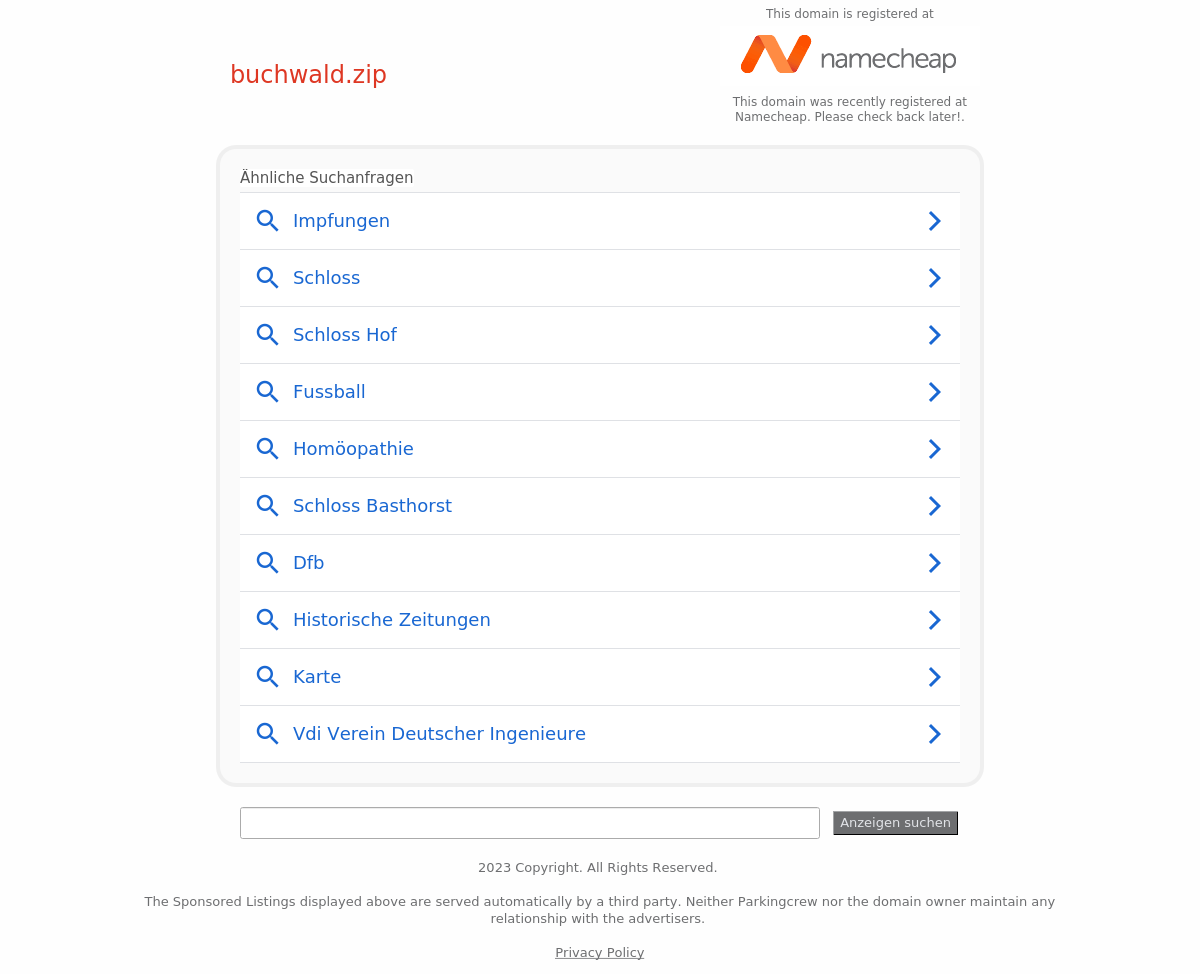 This domain is registered at
namecheap
buchwald.zip
This domain was recently registered at
Namecheap. Please check back later!.
Ähnliche Suchanfragen
Impfungen
Schloss
Schloss Hof
Fussball
Homöopathie
Schloss Basthorst
Dfb
Historische Zeitungen
Karte
Vdi Verein Deutscher Ingenieure
Anzeigen suchen
2023 Copyright. All Rights Reserved.
The Sponsored Listings displayed above are served automatically by a third party. Neither Parkingcrew nor the domain owner maintain any
relationship with the advertisers.
Privacy Policy